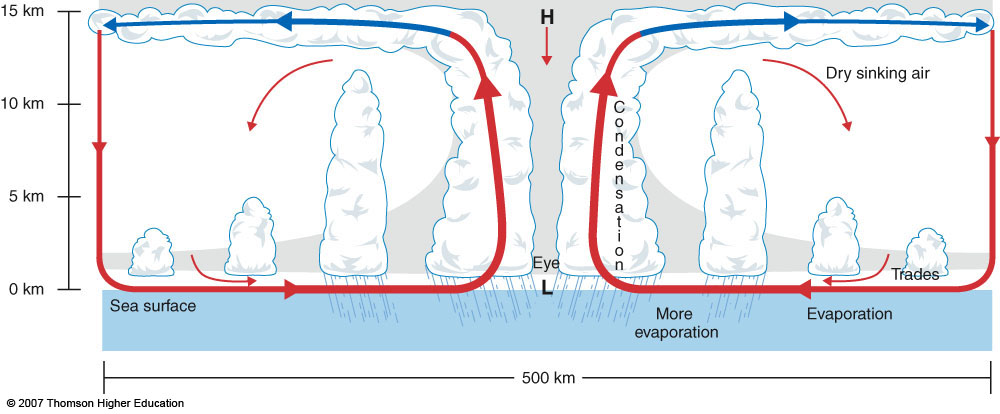 15 km
H
Dry sinking air
10 km
Condensation
5 km
Eye
Trades
0 km
L
Sea surface
More
evaporation
Evaporation
500 km
© 2007 Thomson Higher Education